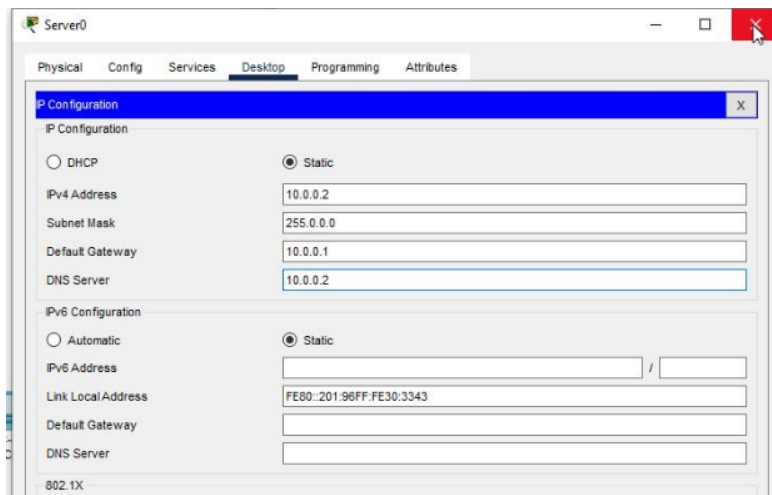 Server0
Physical Config Services Desktop Programming Attributes
IP Configuration X
IP Configuration
DHCP Static
IPv4 Address 10.0.0.2
Subnet Mask 255.0.0.0
Default Gateway 10.0.0.1
DNS Server 10.0.0.2
IPv6 Configuration
Automatic Static
IPv6 Address /
Link Local Address FE80::201:96FF:FE30:3343
Default Gateway
DNS Server
802.1X